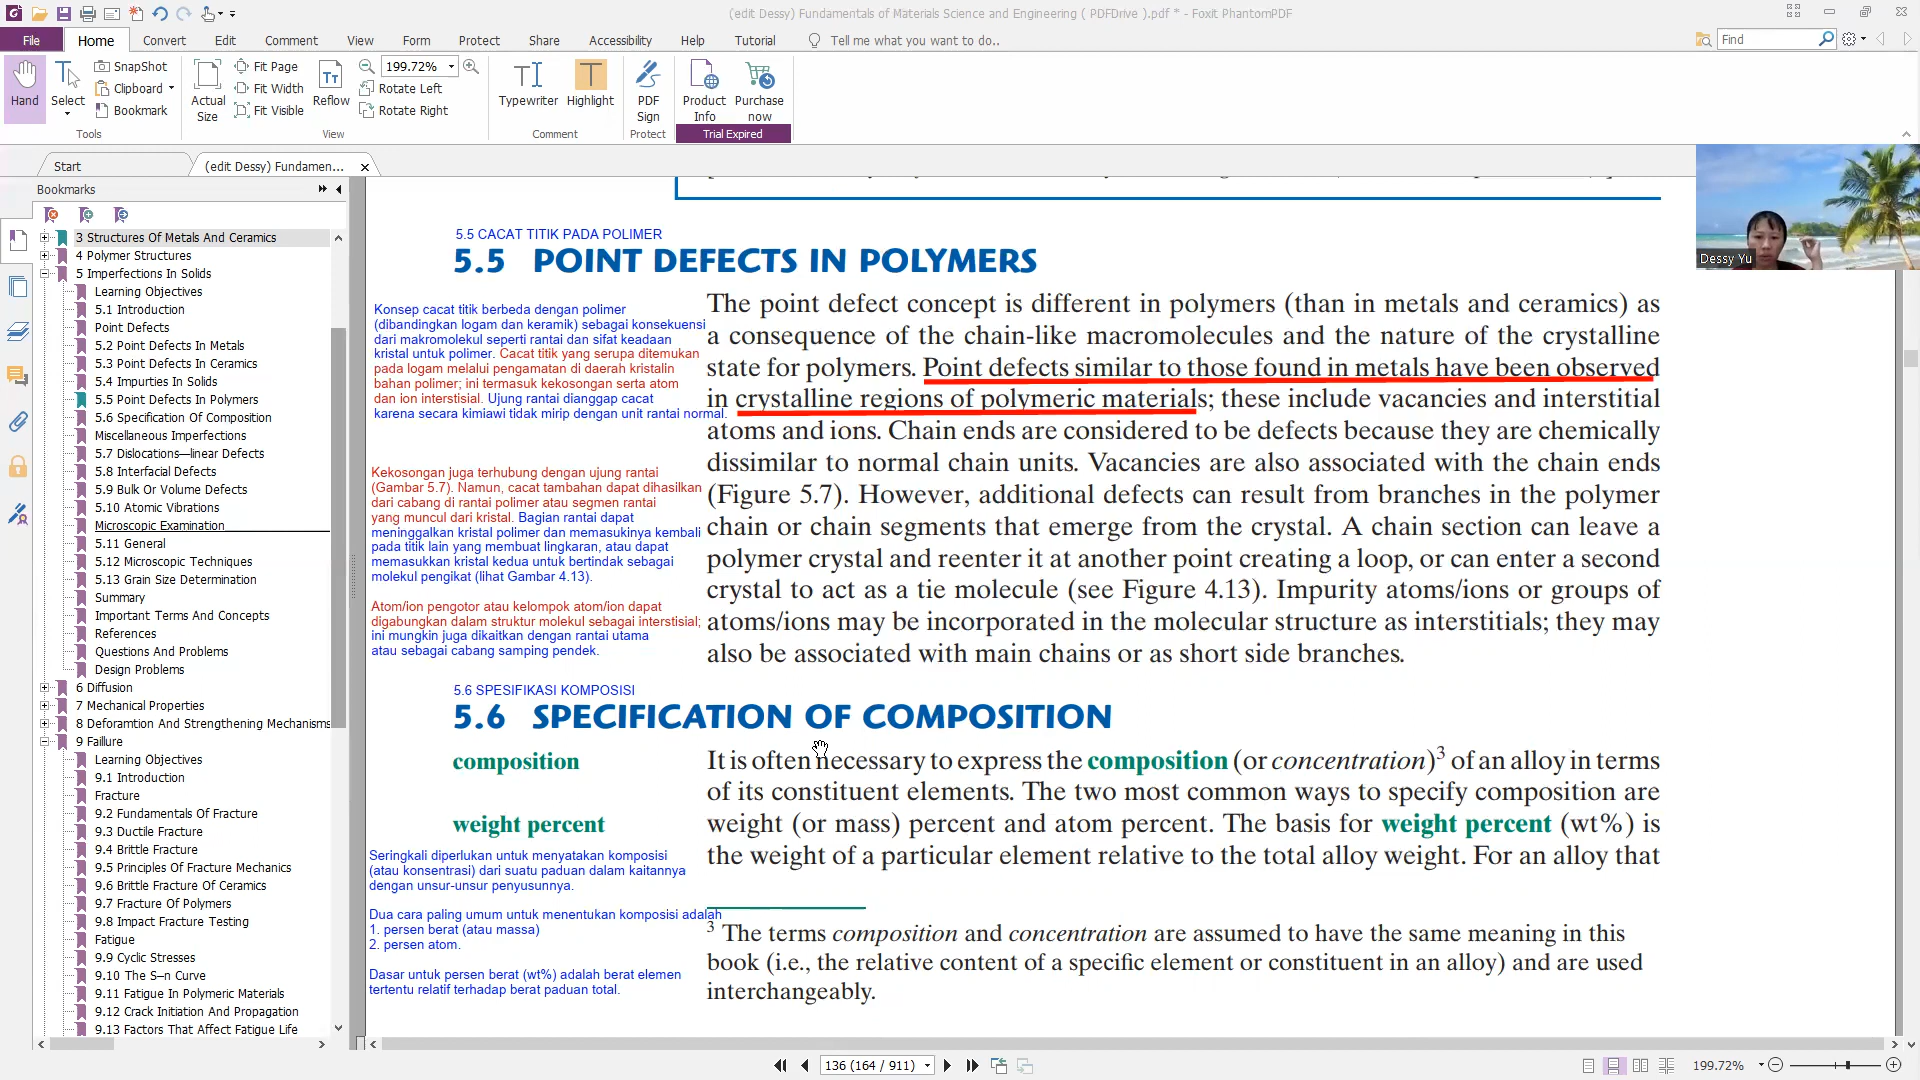 (edit Dessy) Fundamentals of Materials Science and Engineering ( PDFDrive ).pdf * - Foxit PhantomPDF
File Home Convert Edit Comment View Form Protect Share Accessibility Help Tutorial Tell me what you want to do..
Find
Hand
Select
SnapShot
Clipboard
Bookmark
Tools
Actual Size
Fit Page
Fit Width
Fit Visible
Reflow
199.72%
Rotate Left
Rotate Right
View
Typewriter
Highlight
Comment
PDF Sign
Protect
Product Info
Purchase now
Trial Expired
Start
(edit Dessy) Fundamen...
Bookmarks
3 Structures Of Metals And Ceramics
4 Polymer Structures
5 Imperfections In Solids
Learning Objectives
5.1 Introduction
Point Defects
5.2 Point Defects In Metals
5.3 Point Defects In Ceramics
5.4 Impurties In Solids
5.5 Point Defects In Polymers
5.6 Specification Of Composition
Miscellaneous Imperfections
5.7 Dislocations—linear Defects
5.8 Interfacial Defects
5.9 Bulk Or Volume Defects
5.10 Atomic Vibrations
Microscopic Examination
5.11 General
5.12 Microscopic Techniques
5.13 Grain Size Determination
Summary
Important Terms And Concepts
References
Questions And Problems
Design Problems
6 Diffusion
7 Mechanical Properties
8 Deforamtion And Strengthening Mechanisms
9 Faillure
Learning Objectives
9.1 Introduction
Fracture
9.2 Fundamentals Of Fracture
9.3 Ductile Fracture
9.4 Brittle Fracture
9.5 Principles Of Fracture Mechanics
9.6 Brittle Fracture Of Ceramics
9.7 Fracture Of Polymers
9.8 Impact Fracture Testing
Fatigue
9.9 Cyclic Stresses
9.10 The S—n Curve
9.11 Fatigue In Polymeric Materials
9.12 Crack Initiation And Propagation
9.13 Factors That Affect Fatigue Life
Dessy Yu
5.5 CACAT TITIK PADA POLIMER
5.5 POINT DEFECTS IN POLYMERS
Konsep cacat titik berbeda dengan polimer
(dibandingkan logam dan keramik) sebagai konsekuensi
dari makromolekul seperti rantai dan sifat keadaan
kristal untuk polimer. Cacat titik yang serupa ditemukan
pada logam melalui pengamatan di daerah kristalin
bahan polimer; ini termasuk kekosongan serta atom
dan ion interstisial. Ujung rantai dianggap cacat
karena secara kimiawi tidak mirip dengan unit rantai normal.
Kekosongan juga terhubung dengan ujung rantai
(Gambar 5.7). Namun, cacat tambahan dapat dihasilkan
dari cabang di rantai polimer atau segmen rantai
yang muncul dari kristal. Bagian rantai dapat
meninggalkan kristal polimer dan memasukinya kembali
pada titik lain yang membuat lingkaran, atau dapat
memasukkan kristal kedua untuk bertindak sebagai
molekul pengikat (lihat Gambar 4.13).
Atom/ion pengotor atau kelompok atom/ion dapat
digabungkan dalam struktur molekul sebagai interstisial;
ini mungkin juga dikaitkan dengan rantai utama
atau sebagai cabang samping pendek.
The point defect concept is different in polymers (than in metals and ceramics) as
a consequence of the chain-like macromolecules and the nature of the crystalline
state for polymers. Point defects similar to those found in metals have been observed
in crystalline regions of polymeric materials; these include vacancies and interstitial
atoms and ions. Chain ends are considered to be defects because they are chemically
dissimilar to normal chain units. Vacancies are also associated with the chain ends
(Figure 5.7). However, additional defects can result from branches in the polymer
chain or chain segments that emerge from the crystal. A chain section can leave a
polymer crystal and reenter it at another point creating a loop, or can enter a second
crystal to act as a tie molecule (see Figure 4.13). Impurity atoms/ions or groups of
atoms/ions may be incorporated in the molecular structure as interstitials; they may
also be associated with main chains or as short side branches.
5.6 SPESIFIKASI KOMPOSISI
5.6 SPECIFICATION OF COMPOSITION
composition
weight percent
It is often necessary to express the composition (or concentration)³ of an alloy in terms
of its constituent elements. The two most common ways to specify composition are
weight (or mass) percent and atom percent. The basis for weight percent (wt%) is
the weight of a particular element relative to the total alloy weight. For an alloy that
Seringkali diperlukan untuk menyatakan komposisi
(atau konsentrasi) dari suatu paduan dalam kaitannya
dengan unsur-unsur penyusunnya.
Dua cara paling umum untuk menentukan komposisi adalah
1. persen berat (atau massa)
2. persen atom.
Dasar untuk persen berat (wt%) adalah berat elemen
tertentu relatif terhadap berat paduan total.
³ The terms composition and concentration are assumed to have the same meaning in this
book (i.e., the relative content of a specific element or constituent in an alloy) and are used
interchangeably.
136 (164 / 911)
199.72%